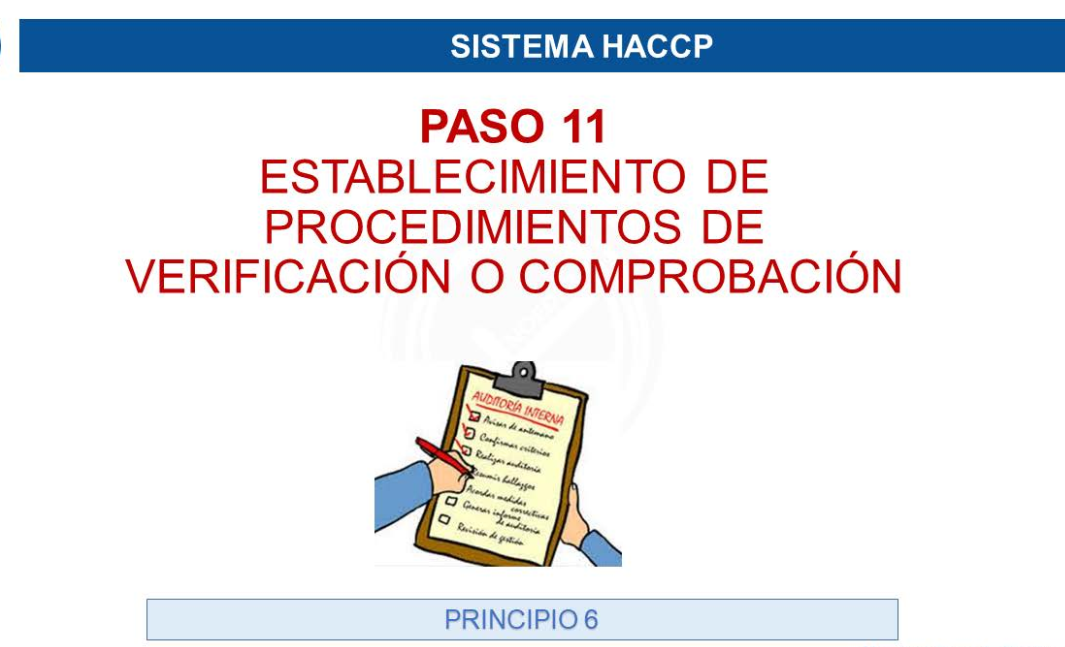 SISTEMA HACCP
PASO 11
ESTABLECIMIENTO DE
PROCEDIMIENTOS DE
VERIFICACIÓN O COMPROBACIÓN
AUDITORÍA INTERNA
Avisar de antemano
Confirmar criterios
Realizar auditoría
Resumir hallazgos
Acordar medidas
correctivas
Generar informe
de auditoría
Revisión de gestión
PRINCIPIO 6